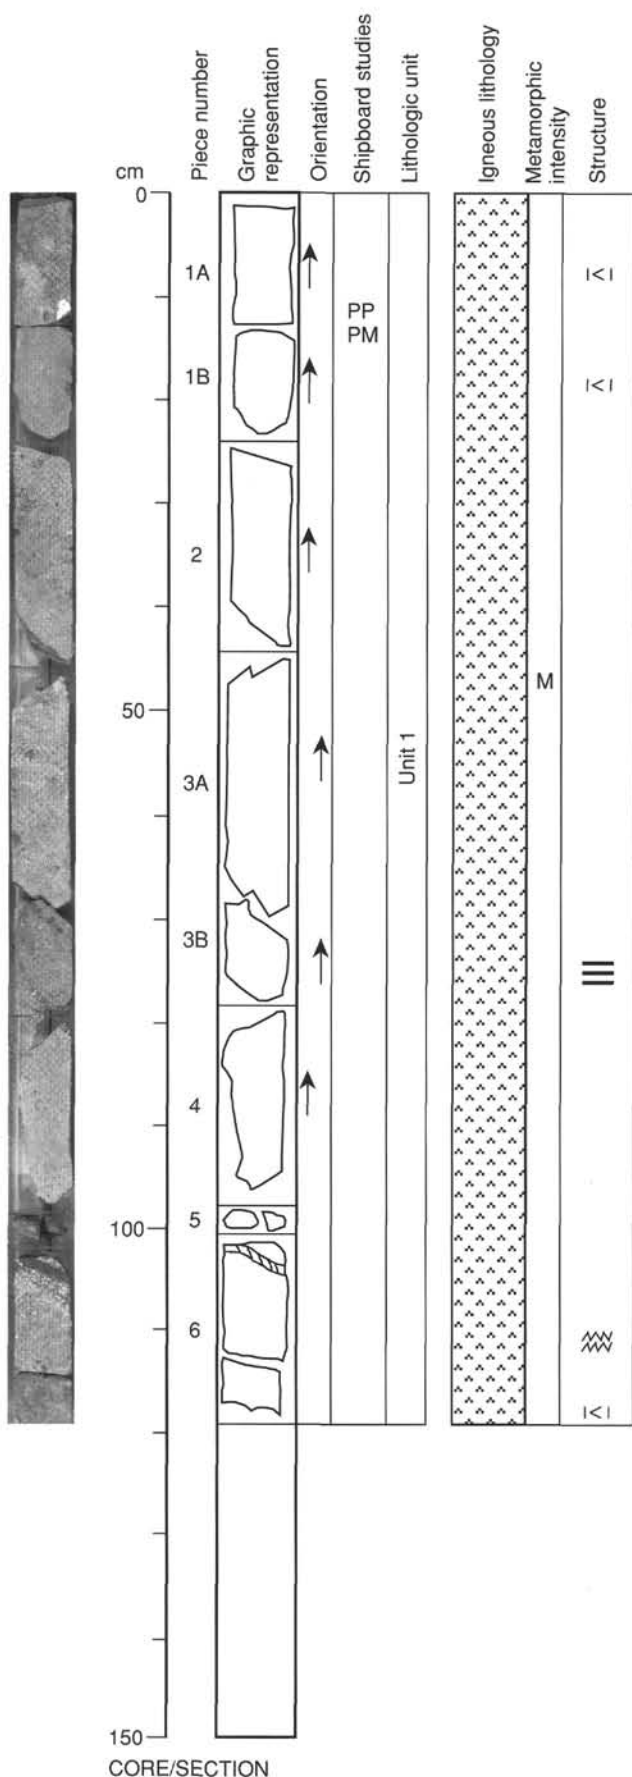 cm
Piece number
Graphic
representation
Orientation
Shipboard studies
Lithologic unit
Igneous lithology
Metamorphic
intensity
Structure
0
1A
PP
PM
1B
2
50
M
Unit 1
3A
3B
4
5
100
6
150
CORE/SECTION